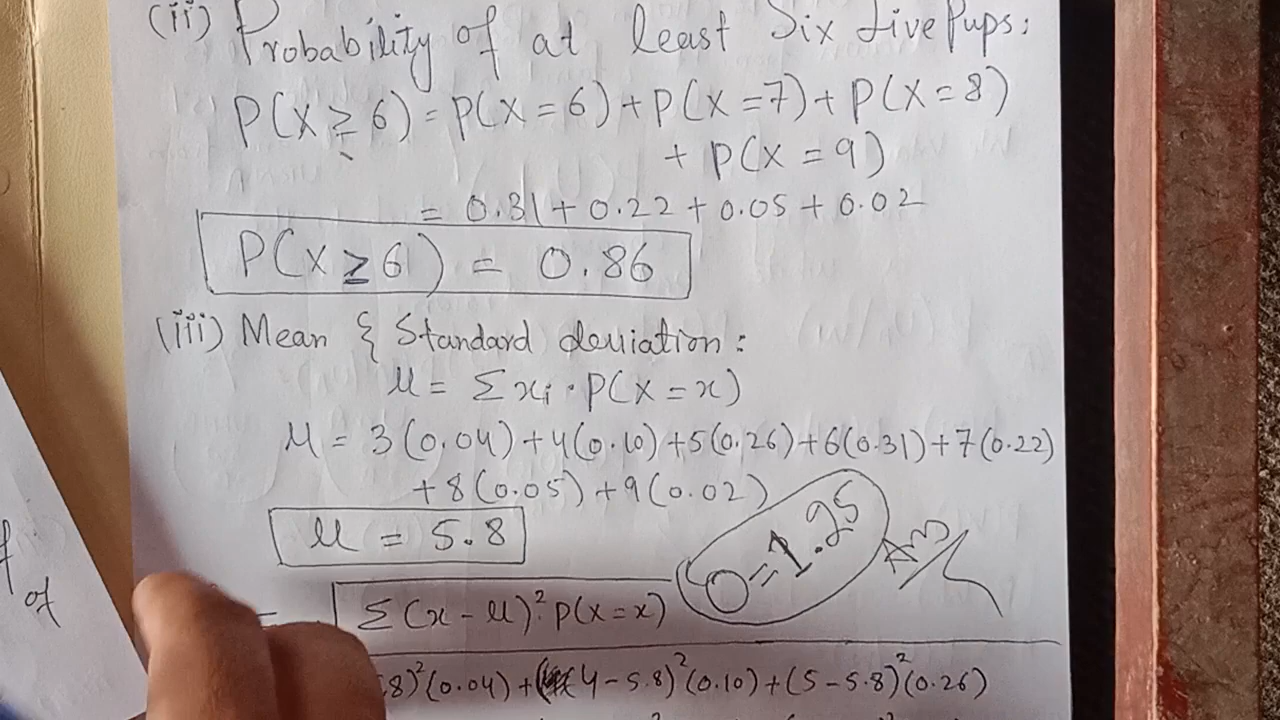 (ii) Probability of at least Six Live Pups:
P(X ≥ 6) = P(X = 6) + P(X = 7) + P(X = 8)
+ P(X = 9)
= 0.31 + 0.22 + 0.05 + 0.02
P(X ≥ 6) = 0.86
(iii) Mean & Standard deviation:
μ = Σ xi · P(X = x)
μ = 3(0.04) + 4(0.10) + 5(0.26) + 6(0.31) + 7(0.22)
+ 8(0.05) + 9(0.02)
μ = 5.8
σ = 1.25 Ans
= √Σ(x - μ)² P(X = x)
8)²(0.04) + (4 - 5.8)²(0.10) + (5 - 5.8)²(0.26)
of